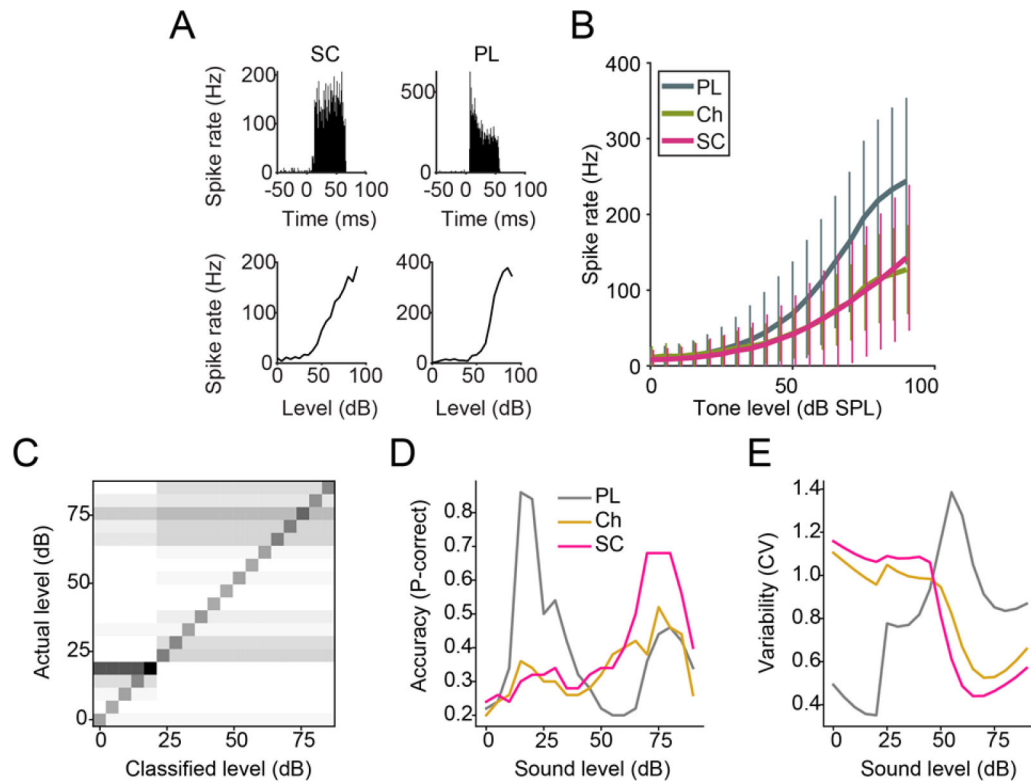 A
SC
PL
Spike rate (Hz)
200
100
0
-50 0 50 100
Time (ms)
500
0
-50 0 50 100
Time (ms)
Spike rate (Hz)
200
100
0
0 50 100
Level (dB)
400
200
0
0 50 100
Level (dB)
B
Spike rate (Hz)
400
300
200
100
0
PL
Ch
SC
0 50 100
Tone level (dB SPL)
C
Actual level (dB)
75
50
25
0
0 25 50 75
Classified level (dB)
D
Accuracy (P-correct)
0.8
0.6
0.4
0.2
PL
Ch
SC
0 25 50 75
Sound level (dB)
E
Variability (CV)
1.4
1.2
1.0
0.8
0.6
0.4
0 25 50 75
Sound level (dB)